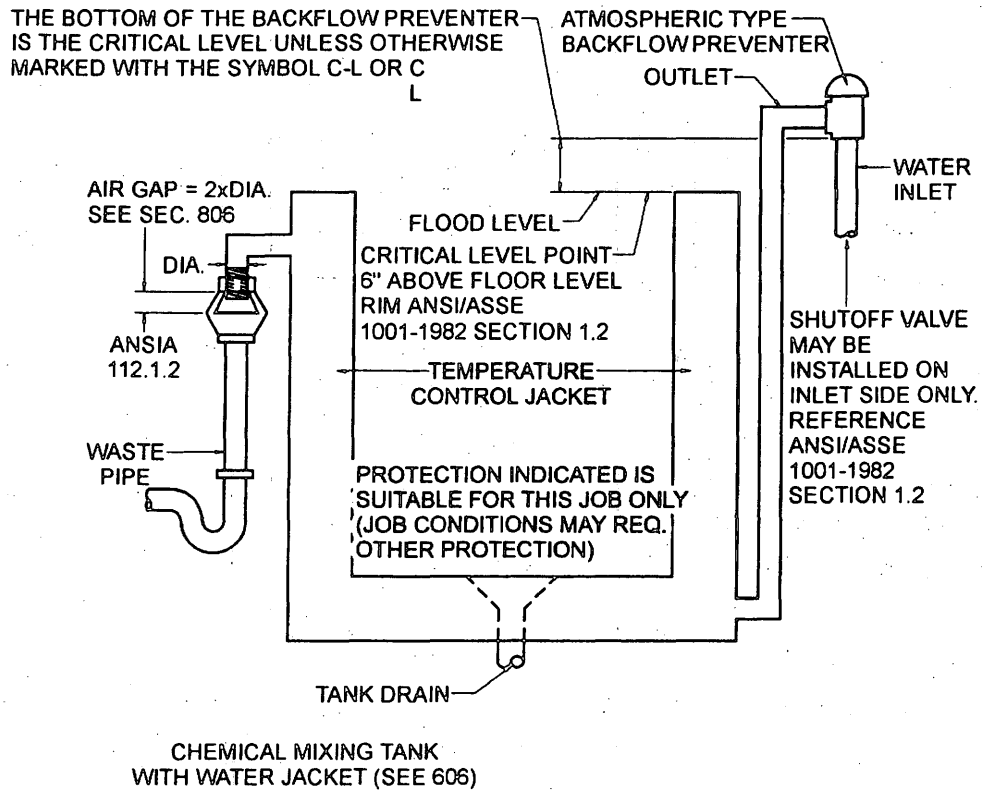 THE BOTTOM OF THE BACKFLOW PREVENTER
IS THE CRITICAL LEVEL UNLESS OTHERWISE
MARKED WITH THE SYMBOL C-L OR C
L
ATMOSPHERIC TYPE
BACKFLOW PREVENTER
OUTLET
WATER
INLET
AIR GAP = 2xDIA.
SEE SEC. 806
FLOOD LEVEL
DIA.
CRITICAL LEVEL POINT
6" ABOVE FLOOR LEVEL
RIM ANSI/ASSE
1001-1982 SECTION 1.2
ANSIA
112.1.2
SHUTOFF VALVE
MAY BE
INSTALLED ON
INLET SIDE ONLY.
REFERENCE
ANSI/ASSE
1001-1982
SECTION 1.2
TEMPERATURE
CONTROL JACKET
WASTE
PIPE
PROTECTION INDICATED IS
SUITABLE FOR THIS JOB ONLY
(JOB CONDITIONS MAY REQ.
OTHER PROTECTION)
TANK DRAIN
CHEMICAL MIXING TANK
WITH WATER JACKET (SEE 606)